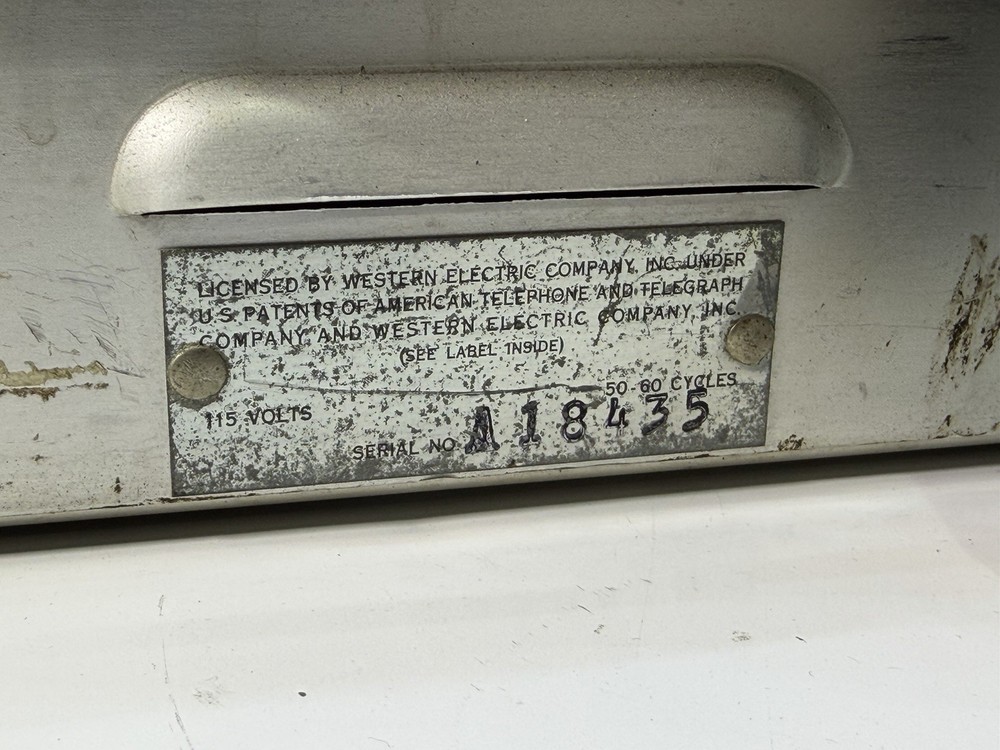 LICENSED BY WESTERN ELECTRIC COMPANY, INC. UNDER
U.S. PATENTS OF AMERICAN TELEPHONE AND TELEGRAPH
COMPANY AND WESTERN ELECTRIC COMPANY, INC.
(SEE LABEL INSIDE)
115 VOLTS 50-60 CYCLES
SERIAL NO A18435